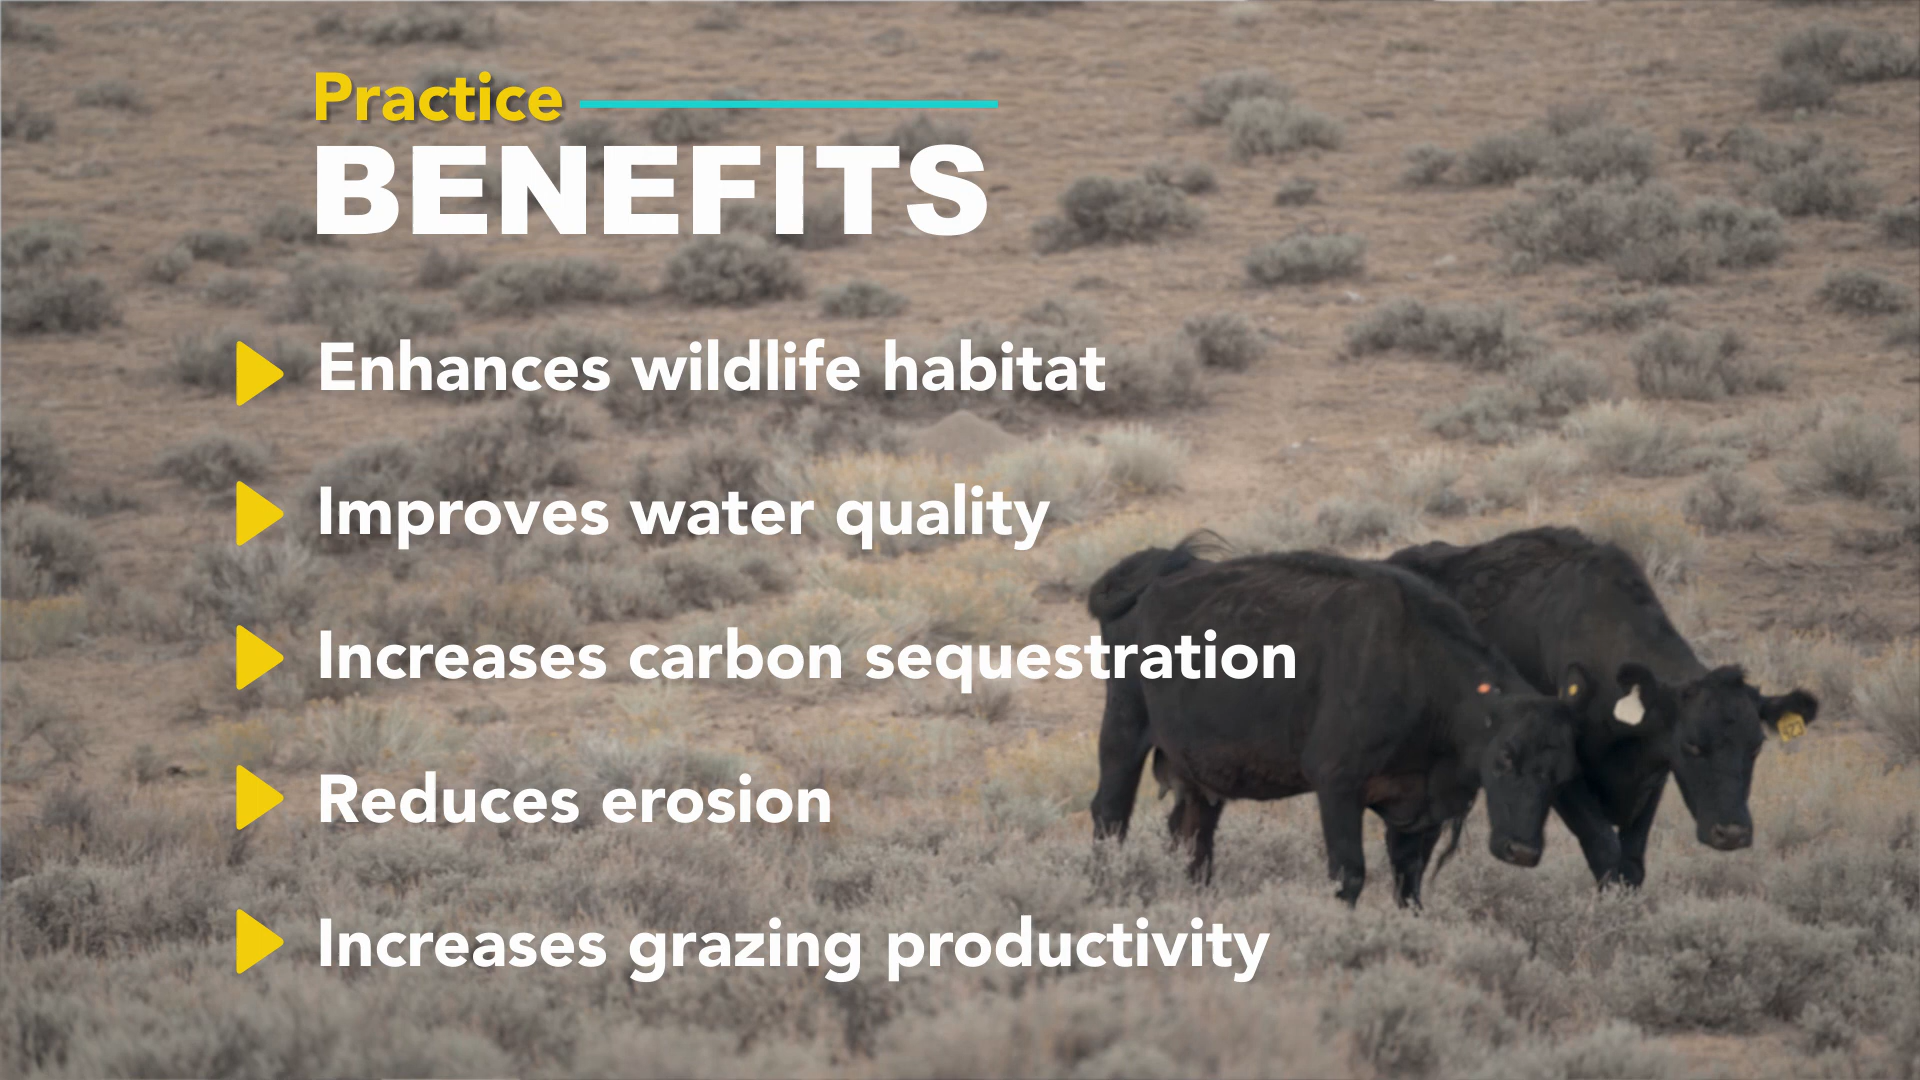 Practice
BENEFITS
Enhances wildlife habitat
Improves water quality
Increases carbon sequestration
Reduces erosion
Increases grazing productivity